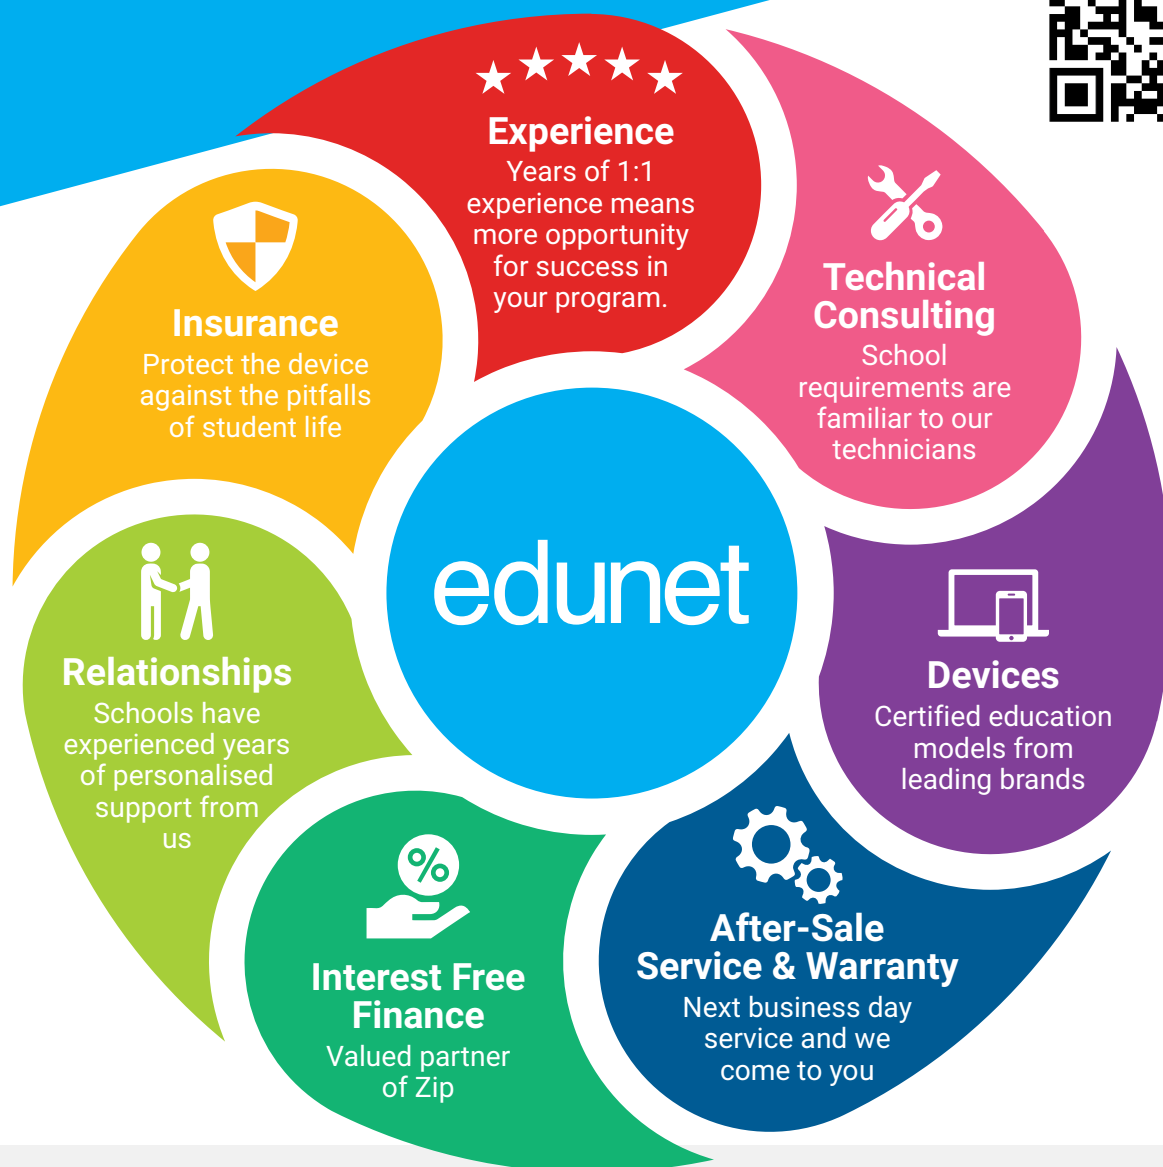 Experience
Years of 1:1
experience means
more opportunity
for success in
your program.
Technical
Consulting
School
requirements are
familiar to our
technicians
Insurance
Protect the device
against the pitfalls
of student life
edunet
Relationships
Schools have
experienced years
of personalised
support from
us
Devices
Certified education
models from
leading brands
%
Interest Free
Finance
Valued partner
of Zip
After-Sale
Service & Warranty
Next business day
service and we
come to you